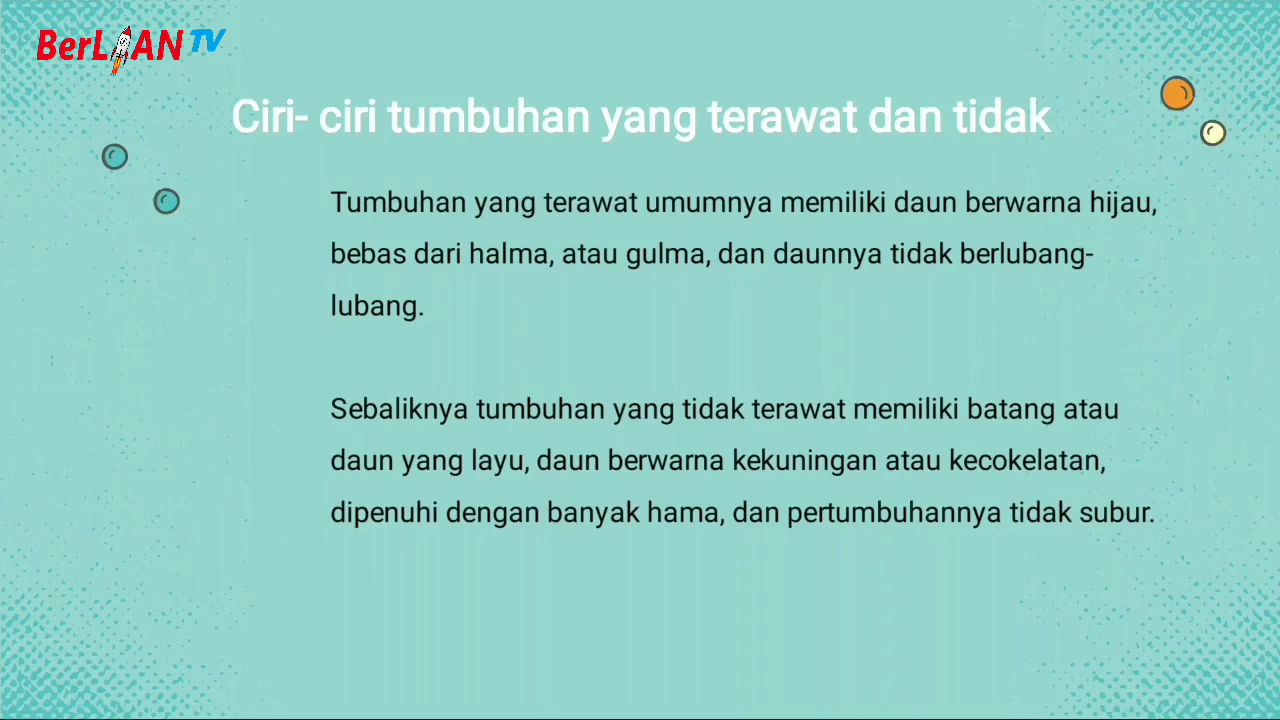 BerLIAN TV
Ciri- ciri tumbuhan yang terawat dan tidak
Tumbuhan yang terawat umumnya memiliki daun berwarna hijau,
bebas dari halma, atau gulma, dan daunnya tidak berlubang-
lubang.
Sebaliknya tumbuhan yang tidak terawat memiliki batang atau
daun yang layu, daun berwarna kekuningan atau kecokelatan,
dipenuhi dengan banyak hama, dan pertumbuhannya tidak subur.